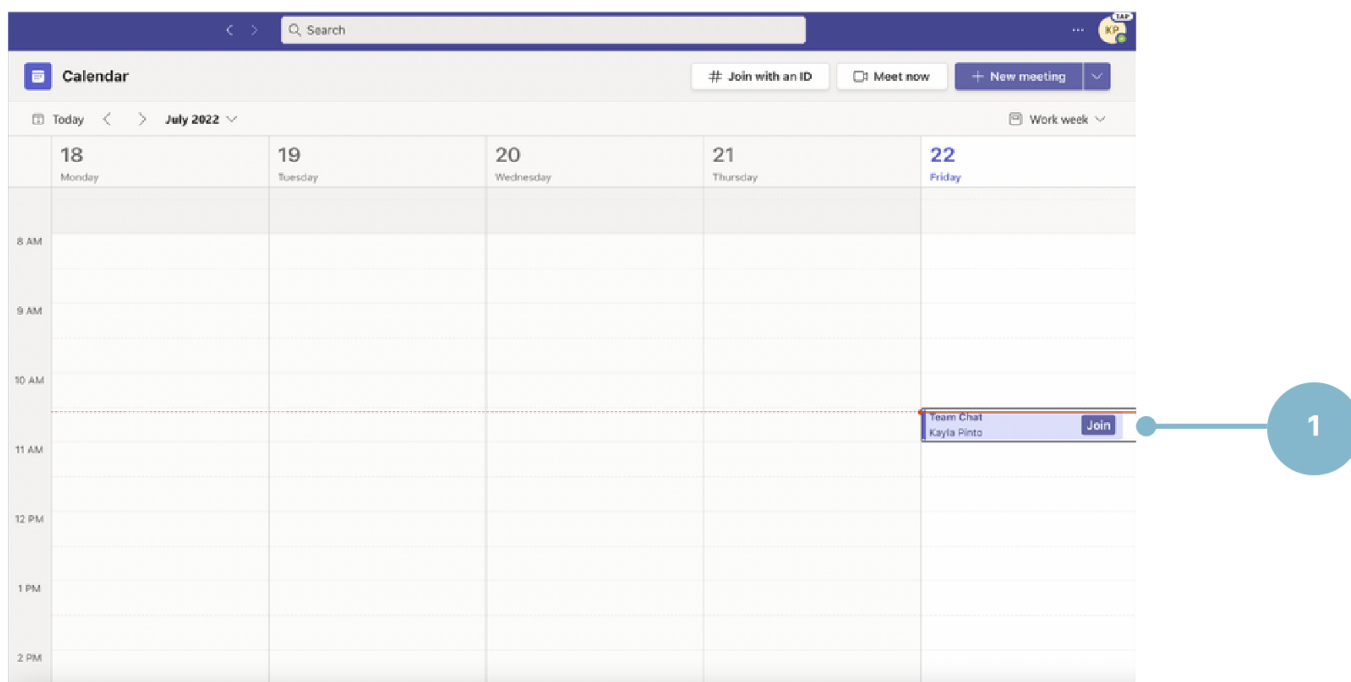 Search
TAP
KP
Calendar
Join with an ID
Meet now
New meeting
Today
July 2022
Work week
18
Monday
19
Tuesday
20
Wednesday
21
Thursday
22
Friday
8 AM
9 AM
10 AM
Team Chat
Kayla Pinto
Join
1
11 AM
12 PM
1 PM
2 PM